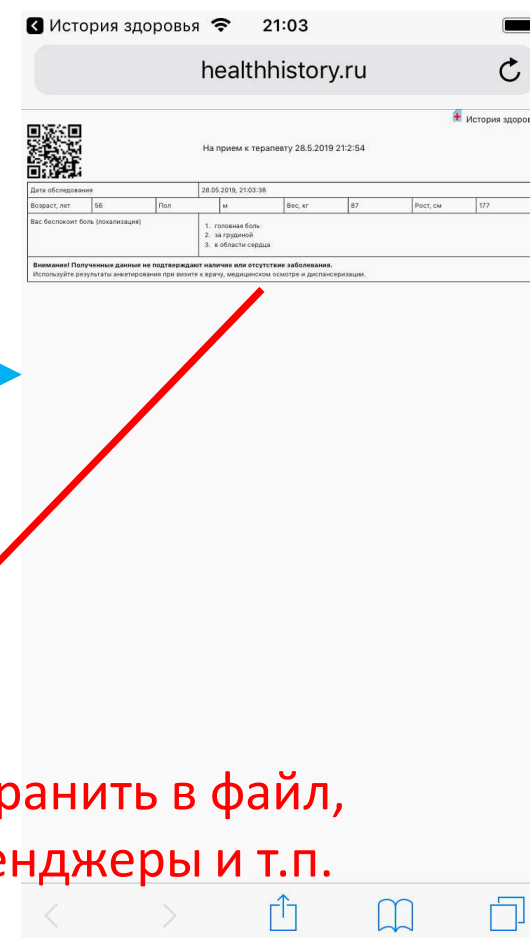 История здоровья 21:03
healthhistory.ru
История здоров
На прием к терапевту 28.5.2019 21:2:54
Дата обследования 28.05.2019, 21:03:38
Возраст, лет 56 Пол м Вес, кг 87 Рост, см 177
Вас беспокоит боль (локализация)
1. головная боль
2. за грудиной
3. в области сердца
Внимание! Полученные данные не подтверждают наличие или отсутствие заболевания.
Используйте результаты анкетирования при визите к врачу, медицинском осмотре и диспансеризации.
ранить в файл,
енджеры и т.п.